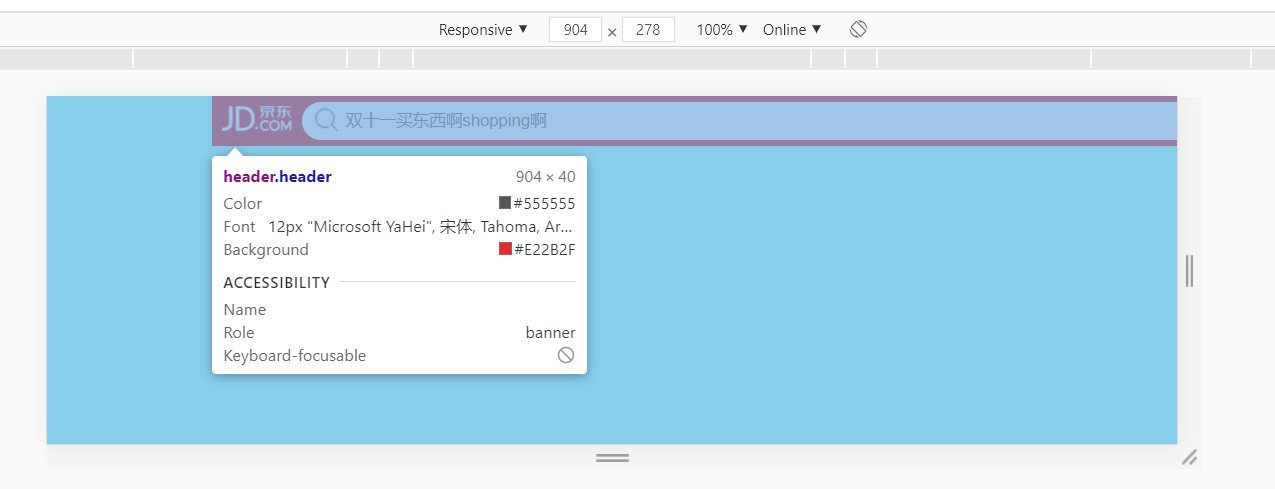 Responsive ▼ 904 × 278 100% ▼ Online ▼
JD.COM 京东 双十一买东西啊shopping啊
header.header 904 × 40
Color #555555
Font 12px "Microsoft YaHei", 宋体, Tahoma, Ar...
Background #E22B2F
ACCESSIBILITY
Name
Role banner
Keyboard-focusable